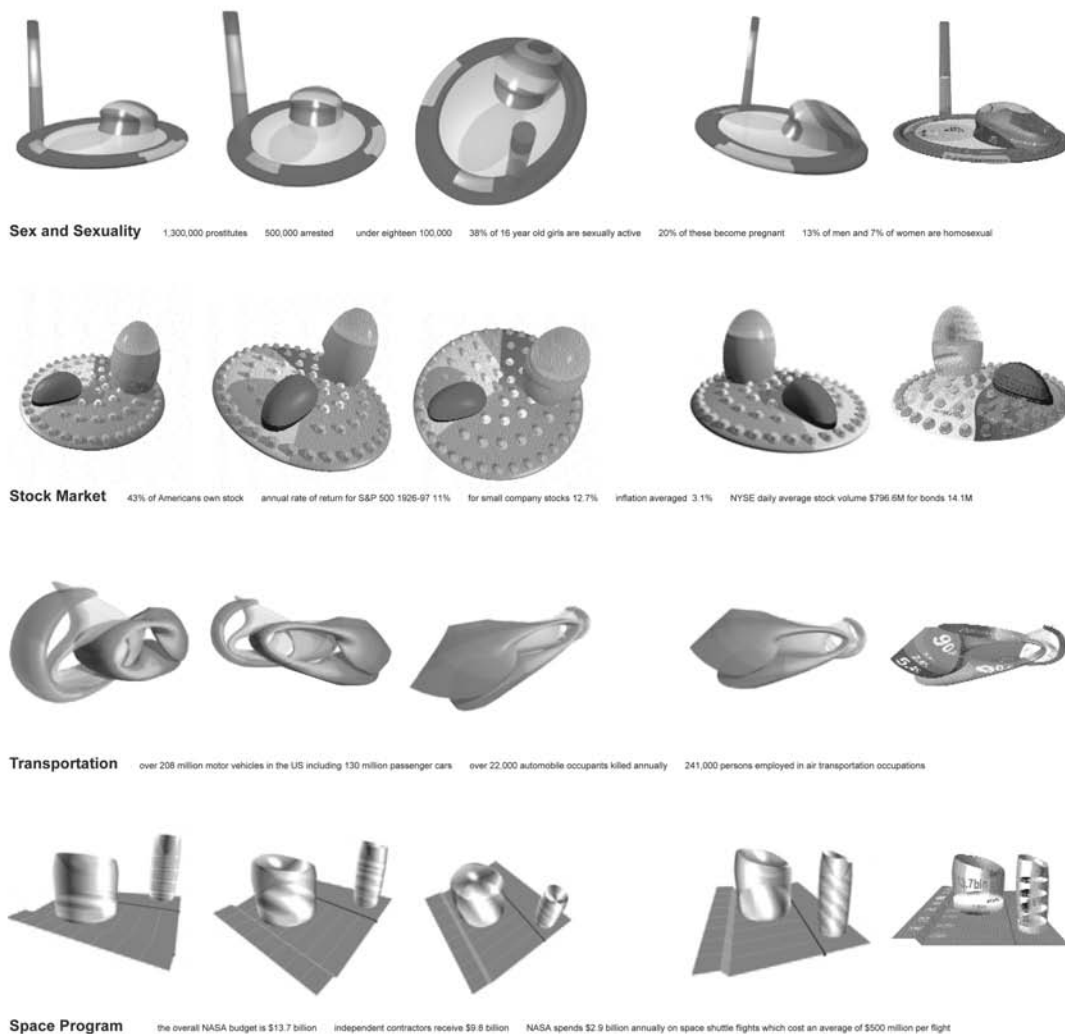 Sex and Sexuality 1,300,000 prostitutes 500,000 arrested under eighteen 100,000 38% of 16 year old girls are sexually active 20% of these become pregnant 13% of men and 7% of women are homosexual
Stock Market 43% of Americans own stock annual rate of return for S&P 500 1926-97 11% for small company stocks 12.7% inflation averaged 3.1% NYSE daily average stock volume $796.6M for bonds 14.1M
90
Transportation over 208 million motor vehicles in the US including 130 million passenger cars over 22,000 automobile occupants killed annually 241,000 persons employed in air transportation occupations
Space Program the overall NASA budget is $13.7 billion independent contractors receive $9.8 billion NASA spends $2.9 billion annually on space shuttle flights which cost an average of $500 million per flight